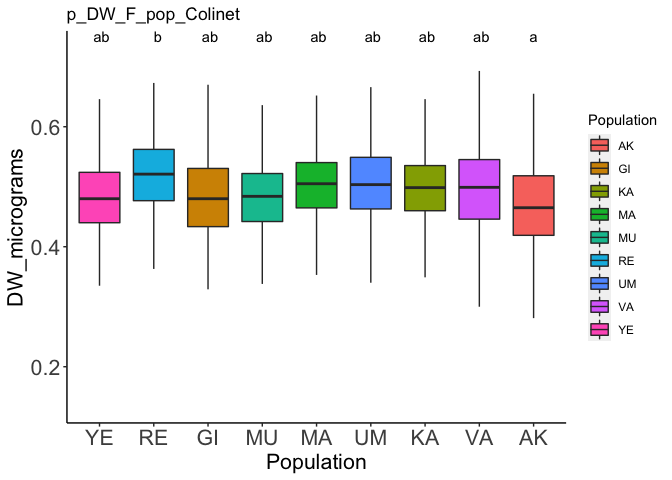 p_DW_F_pop_Colinet
ab b ab ab ab ab ab ab a
DW_micrograms
0.6
0.4
0.2
YE RE GI MU MA UM KA VA AK
Population
Population
AK
GI
KA
MA
MU
RE
UM
VA
YE